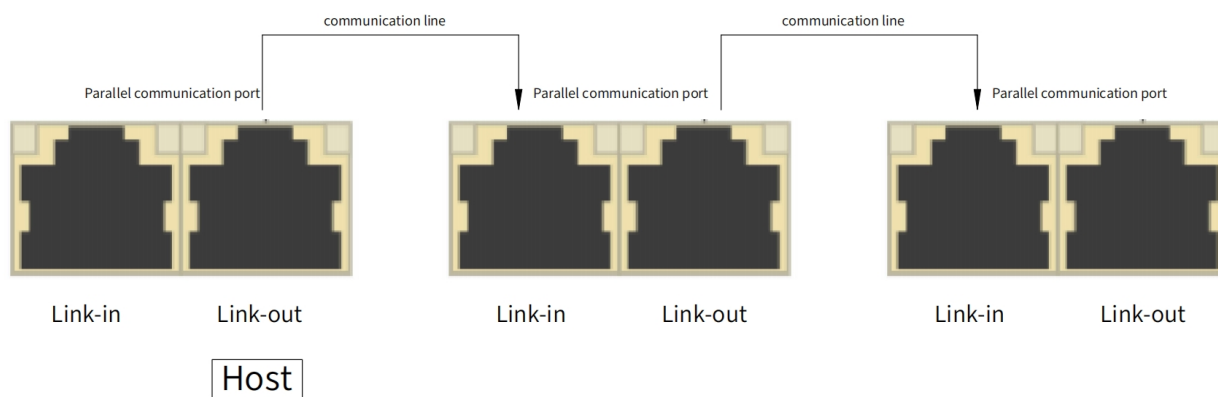 communication line
communication line
Parallel communication port
Parallel communication port
Parallel communication port
Link-in
Link-out
Link-in
Link-out
Link-in
Link-out
Host